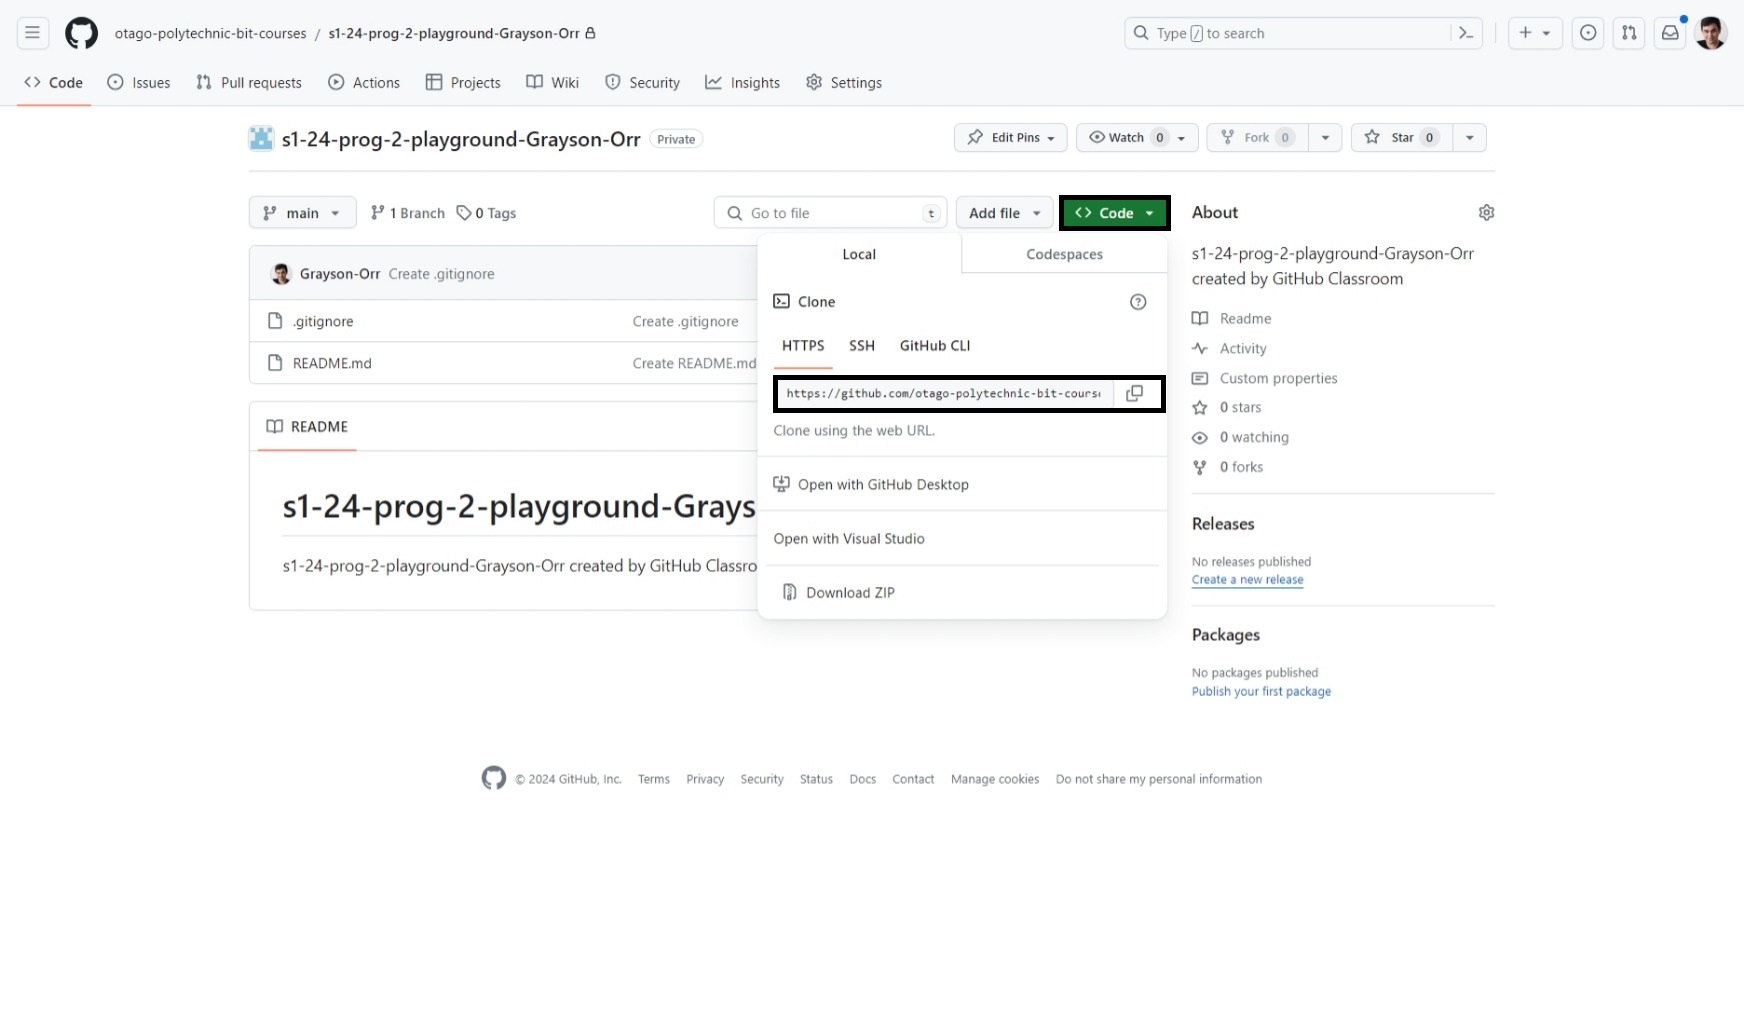 otago-polytechnic-bit-courses / s1-24-prog-2-playground-Grayson-Orr
Type / to search
Code Issues Pull requests Actions Projects Wiki Security Insights Settings
s1-24-prog-2-playground-Grayson-Orr Private
Edit Pins Watch 0 Fork 0 Star 0
main 1 Branch 0 Tags
Go to file t Add file Code
Grayson-Orr Create .gitignore
.gitignore Create .gitignore
README.md Create README.md
README
s1-24-prog-2-playground-Grays
s1-24-prog-2-playground-Grayson-Orr created by GitHub Classro
Local Codespaces
Clone
HTTPS SSH GitHub CLI
https://github.com/otago-polytechnic-bit-cours
Clone using the web URL.
Open with GitHub Desktop
Open with Visual Studio
Download ZIP
About
s1-24-prog-2-playground-Grayson-Orr
created by GitHub Classroom
Readme
Activity
Custom properties
0 stars
0 watching
0 forks
Releases
No releases published
Create a new release
Packages
No packages published
Publish your first package
© 2024 GitHub, Inc. Terms Privacy Security Status Docs Contact Manage cookies Do not share my personal information